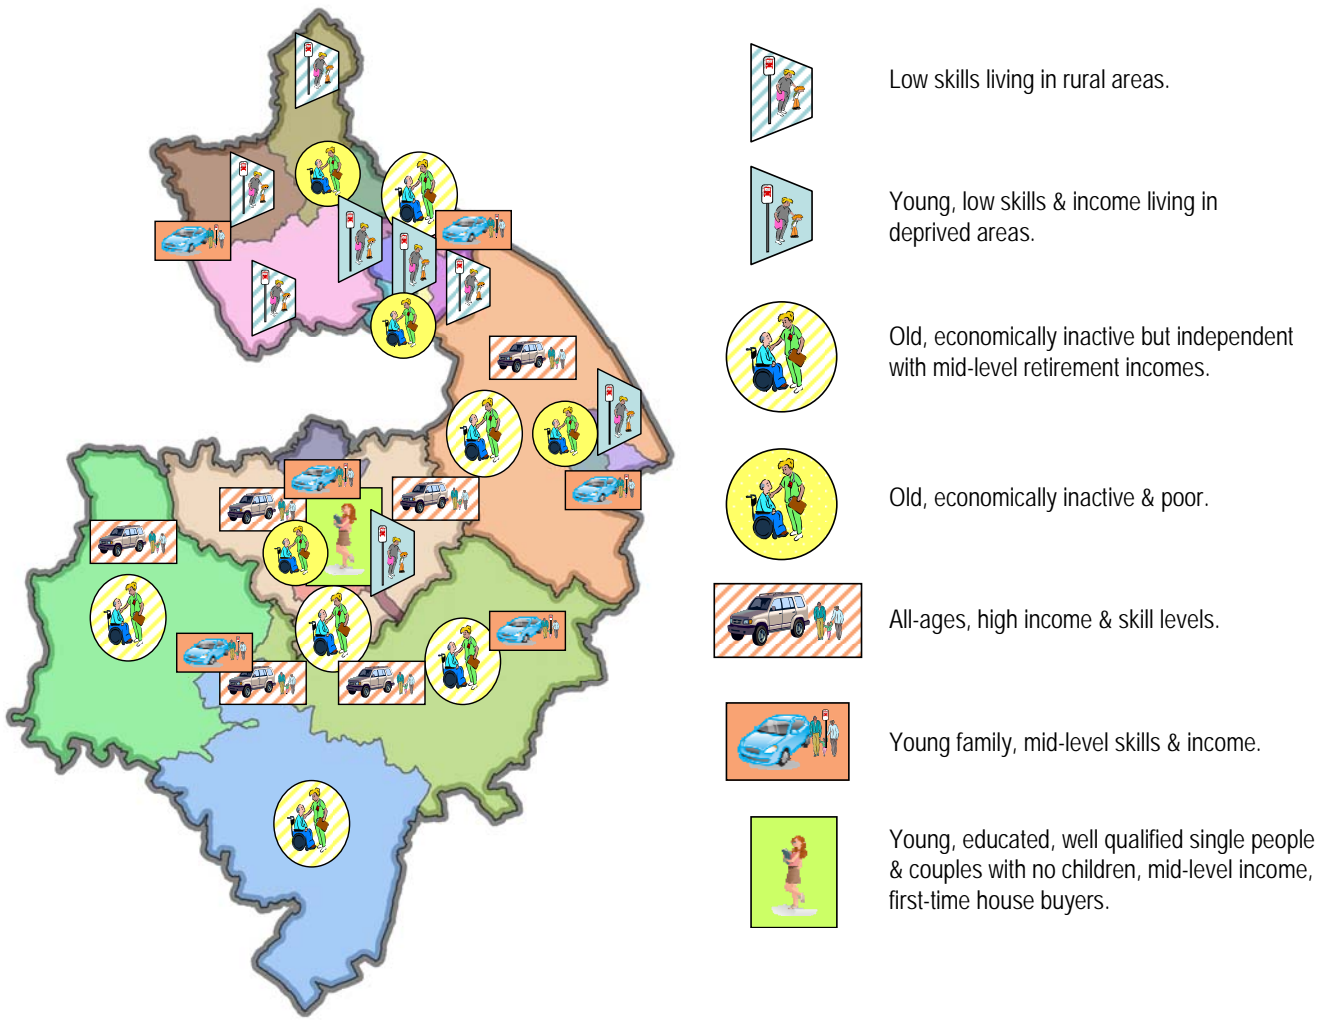 Low skills living in rural areas.
Young, low skills & income living in
deprived areas.
Old, economically inactive but independent
with mid-level retirement incomes.
Old, economically inactive & poor.
All-ages, high income & skill levels.
Young family, mid-level skills & income.
Young, educated, well qualified single people
& couples with no children, mid-level income,
first-time house buyers.